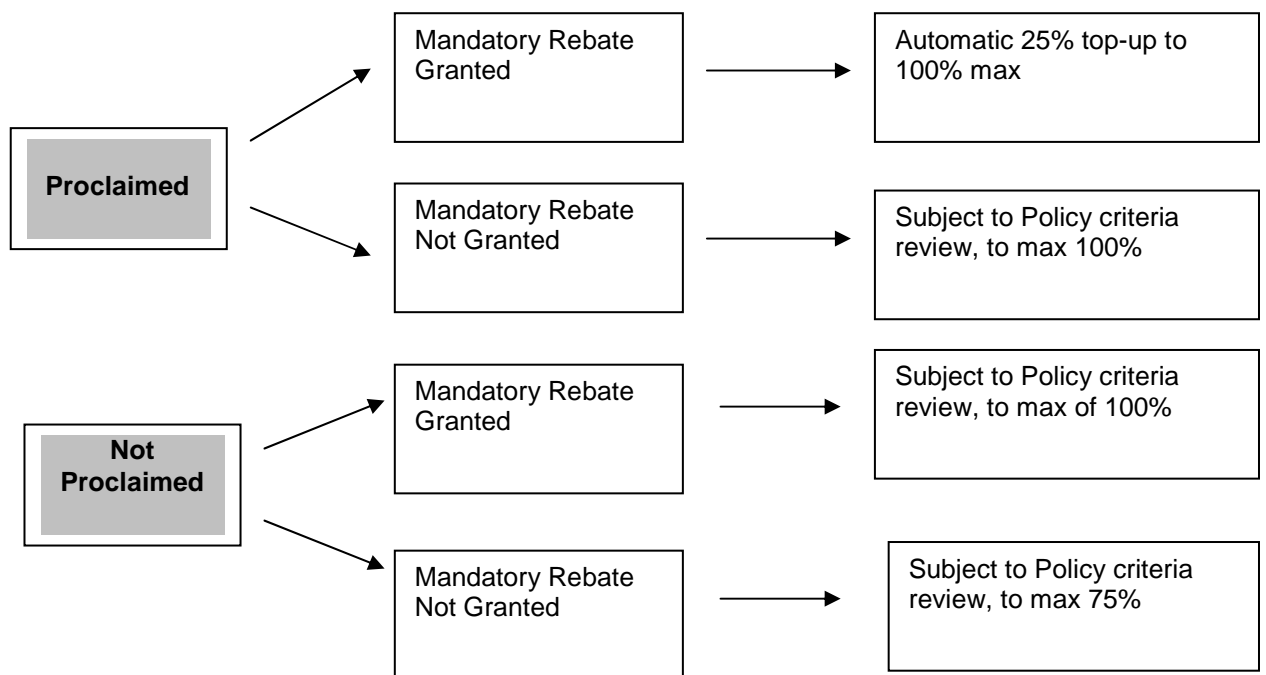 Proclaimed
Mandatory Rebate
Granted
Automatic 25% top-up to
100% max
Mandatory Rebate
Not Granted
Subject to Policy criteria
review, to max 100%
Not
Proclaimed
Mandatory Rebate
Granted
Subject to Policy criteria
review, to max of 100%
Mandatory Rebate
Not Granted
Subject to Policy criteria
review, to max 75%